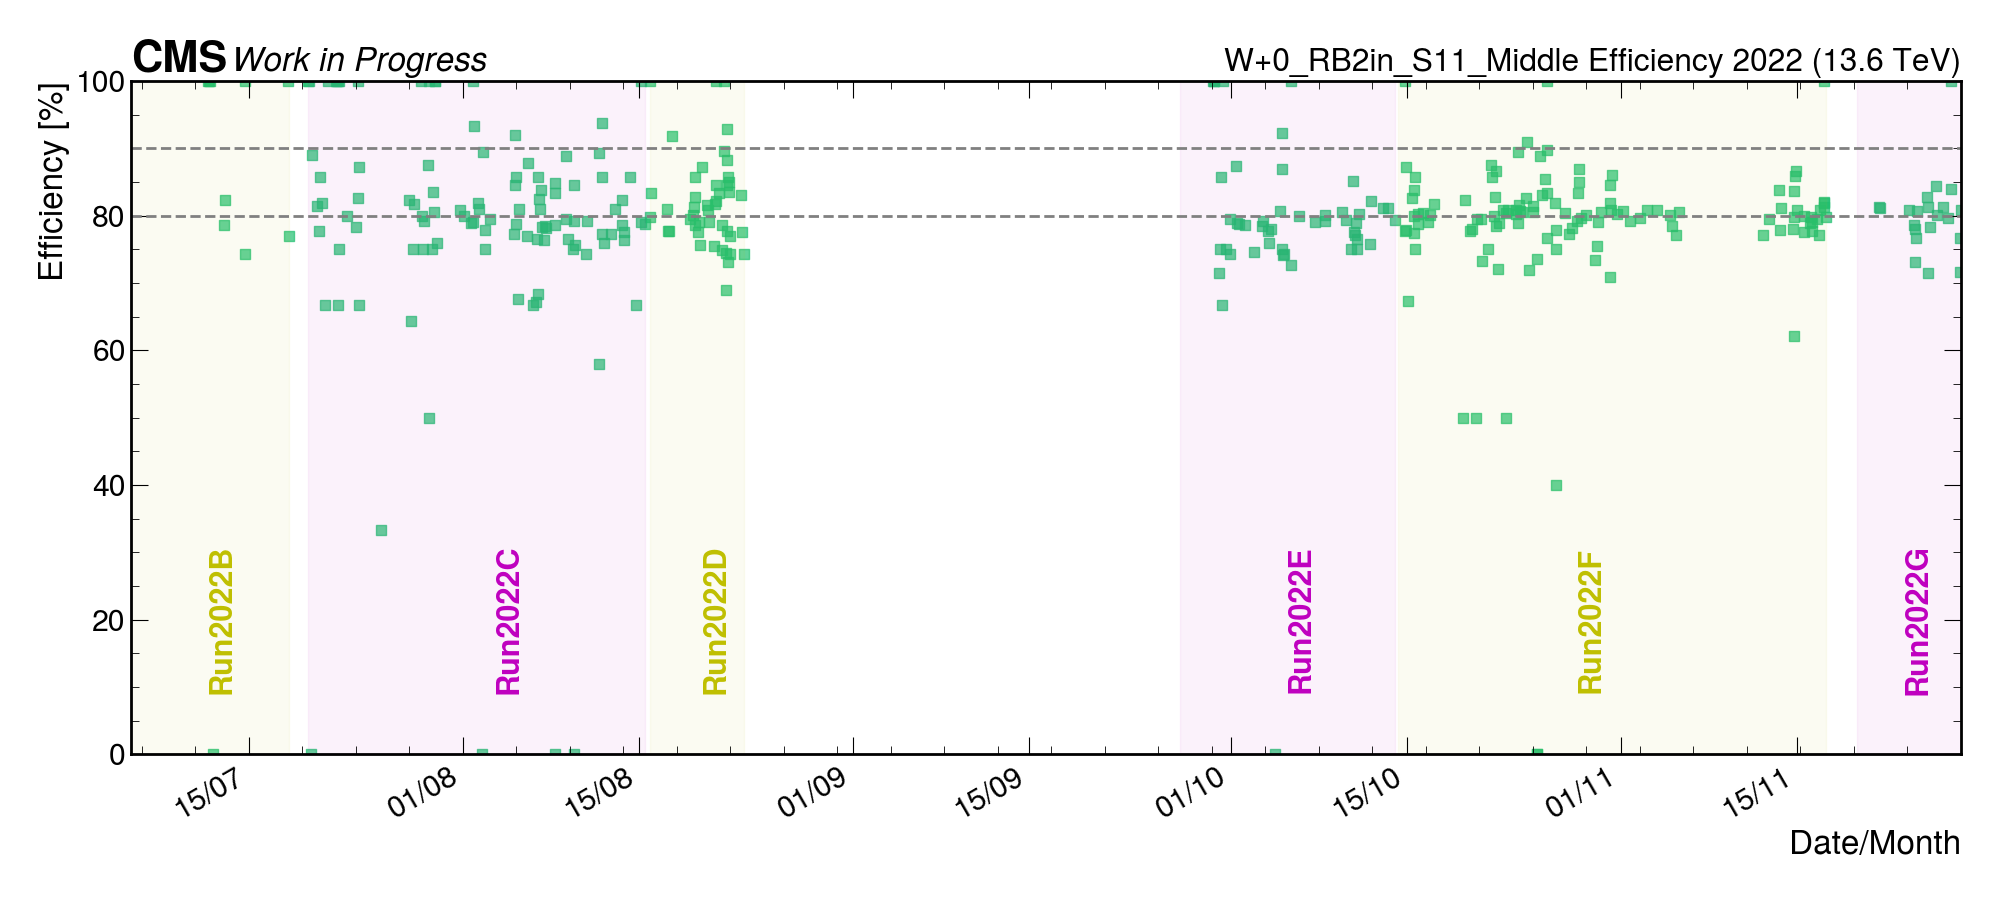 CMS Work in Progress
W+0_RB2in_S11_Middle Efficiency 2022 (13.6 TeV)
Efficiency [%]
100
80
60
40
20
0
Run2022B
Run2022C
Run2022D
Run2022E
Run2022F
Run2022G
15/07
01/08
15/08
01/09
15/09
01/10
15/10
01/11
15/11
Date/Month